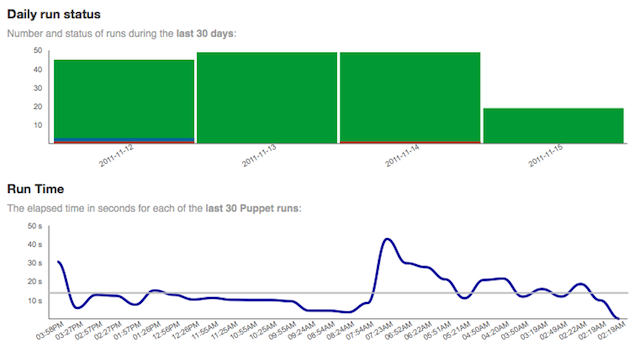 Daily run status
Number and status of runs during the last 30 days:
50
40
30
20
10
2011-11-12 2011-11-13 2011-11-14 2011-11-15
Run Time
The elapsed time in seconds for each of the last 30 Puppet runs:
50 s
40 s
30 s
20 s
10 s
03:58PM 03:27PM 02:57PM 02:27PM 01:57PM 01:28PM 12:58PM 12:28PM 11:55AM 11:25AM 10:55AM 10:25AM 09:55AM 09:24AM 08:54AM 08:24AM 07:54AM 07:23AM 06:52AM 06:22AM 05:51AM 05:21AM 04:50AM 04:20AM 03:50AM 03:19AM 02:49AM 02:22AM 02:19AM 02:19AM